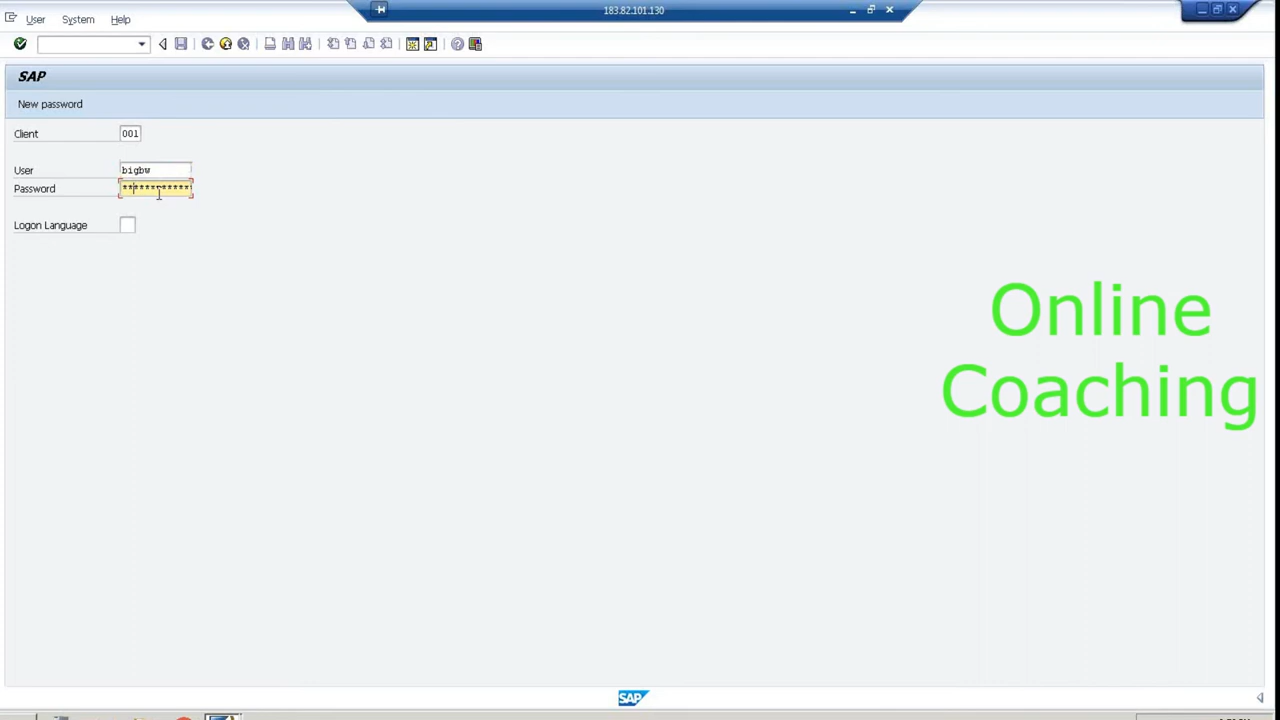 183.82.101.130
User System Help
SAP
New password
Client 001
User bigbw
Password ************
Logon Language
Online
Coaching
SAP